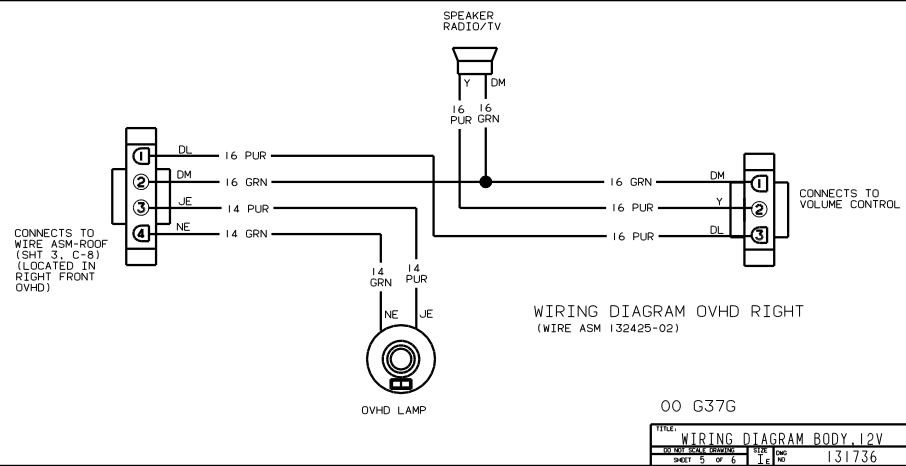 SPEAKER
RADIO/TV
Y DM
16 PUR
16 GRN
1 DL 16 PUR
2 DM 16 GRN
3 JE 14 PUR
4 NE 14 GRN
CONNECTS TO
WIRE ASM-ROOF
(SHT 3, C-8)
(LOCATED IN
RIGHT FRONT
OVHD)
16 GRN DM 1
16 PUR Y 2
16 PUR DL 3
CONNECTS TO
VOLUME CONTROL
14 GRN
14 PUR
NE JE
OVHD LAMP
WIRING DIAGRAM OVHD RIGHT
(WIRE ASM 132425-02)
00 G37G
TITLE:
WIRING DIAGRAM BODY,12V
DO NOT SCALE DRAWING
SHEET 5 OF 6
SIZE
IE
DWG
NO
131736